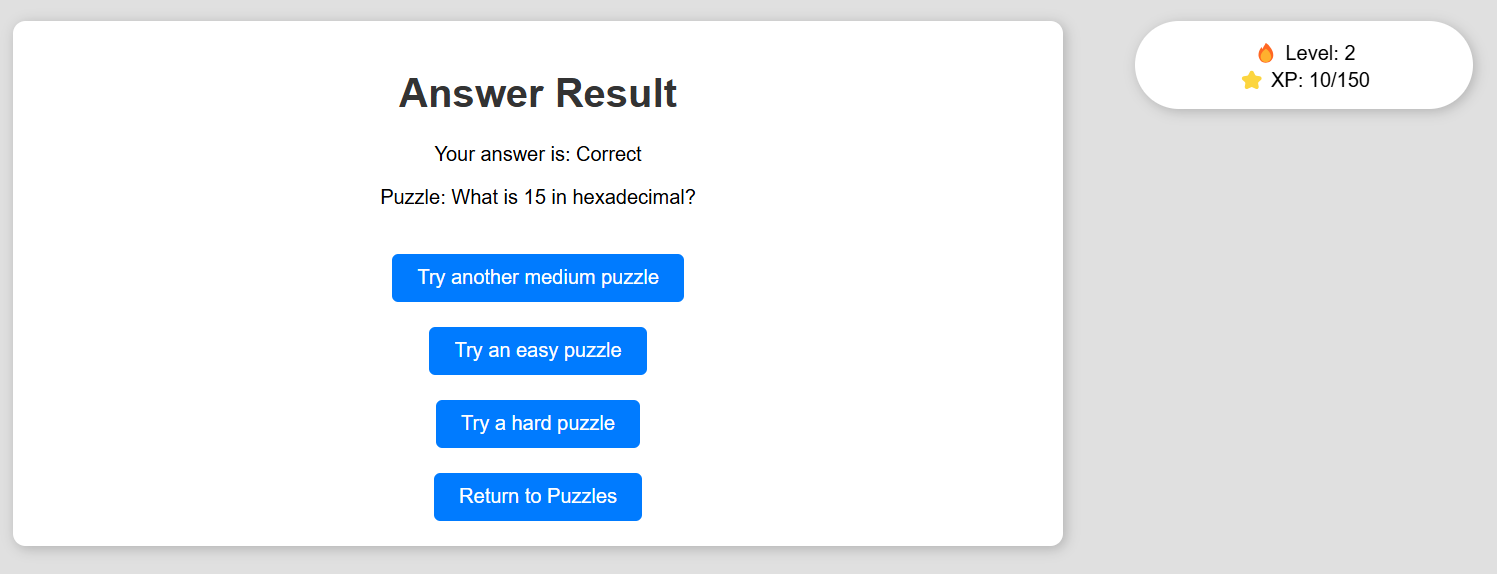 Answer Result
Your answer is: Correct
Puzzle: What is 15 in hexadecimal?
Try another medium puzzle
Try an easy puzzle
Try a hard puzzle
Return to Puzzles
🔥 Level: 2
⭐ XP: 10/150